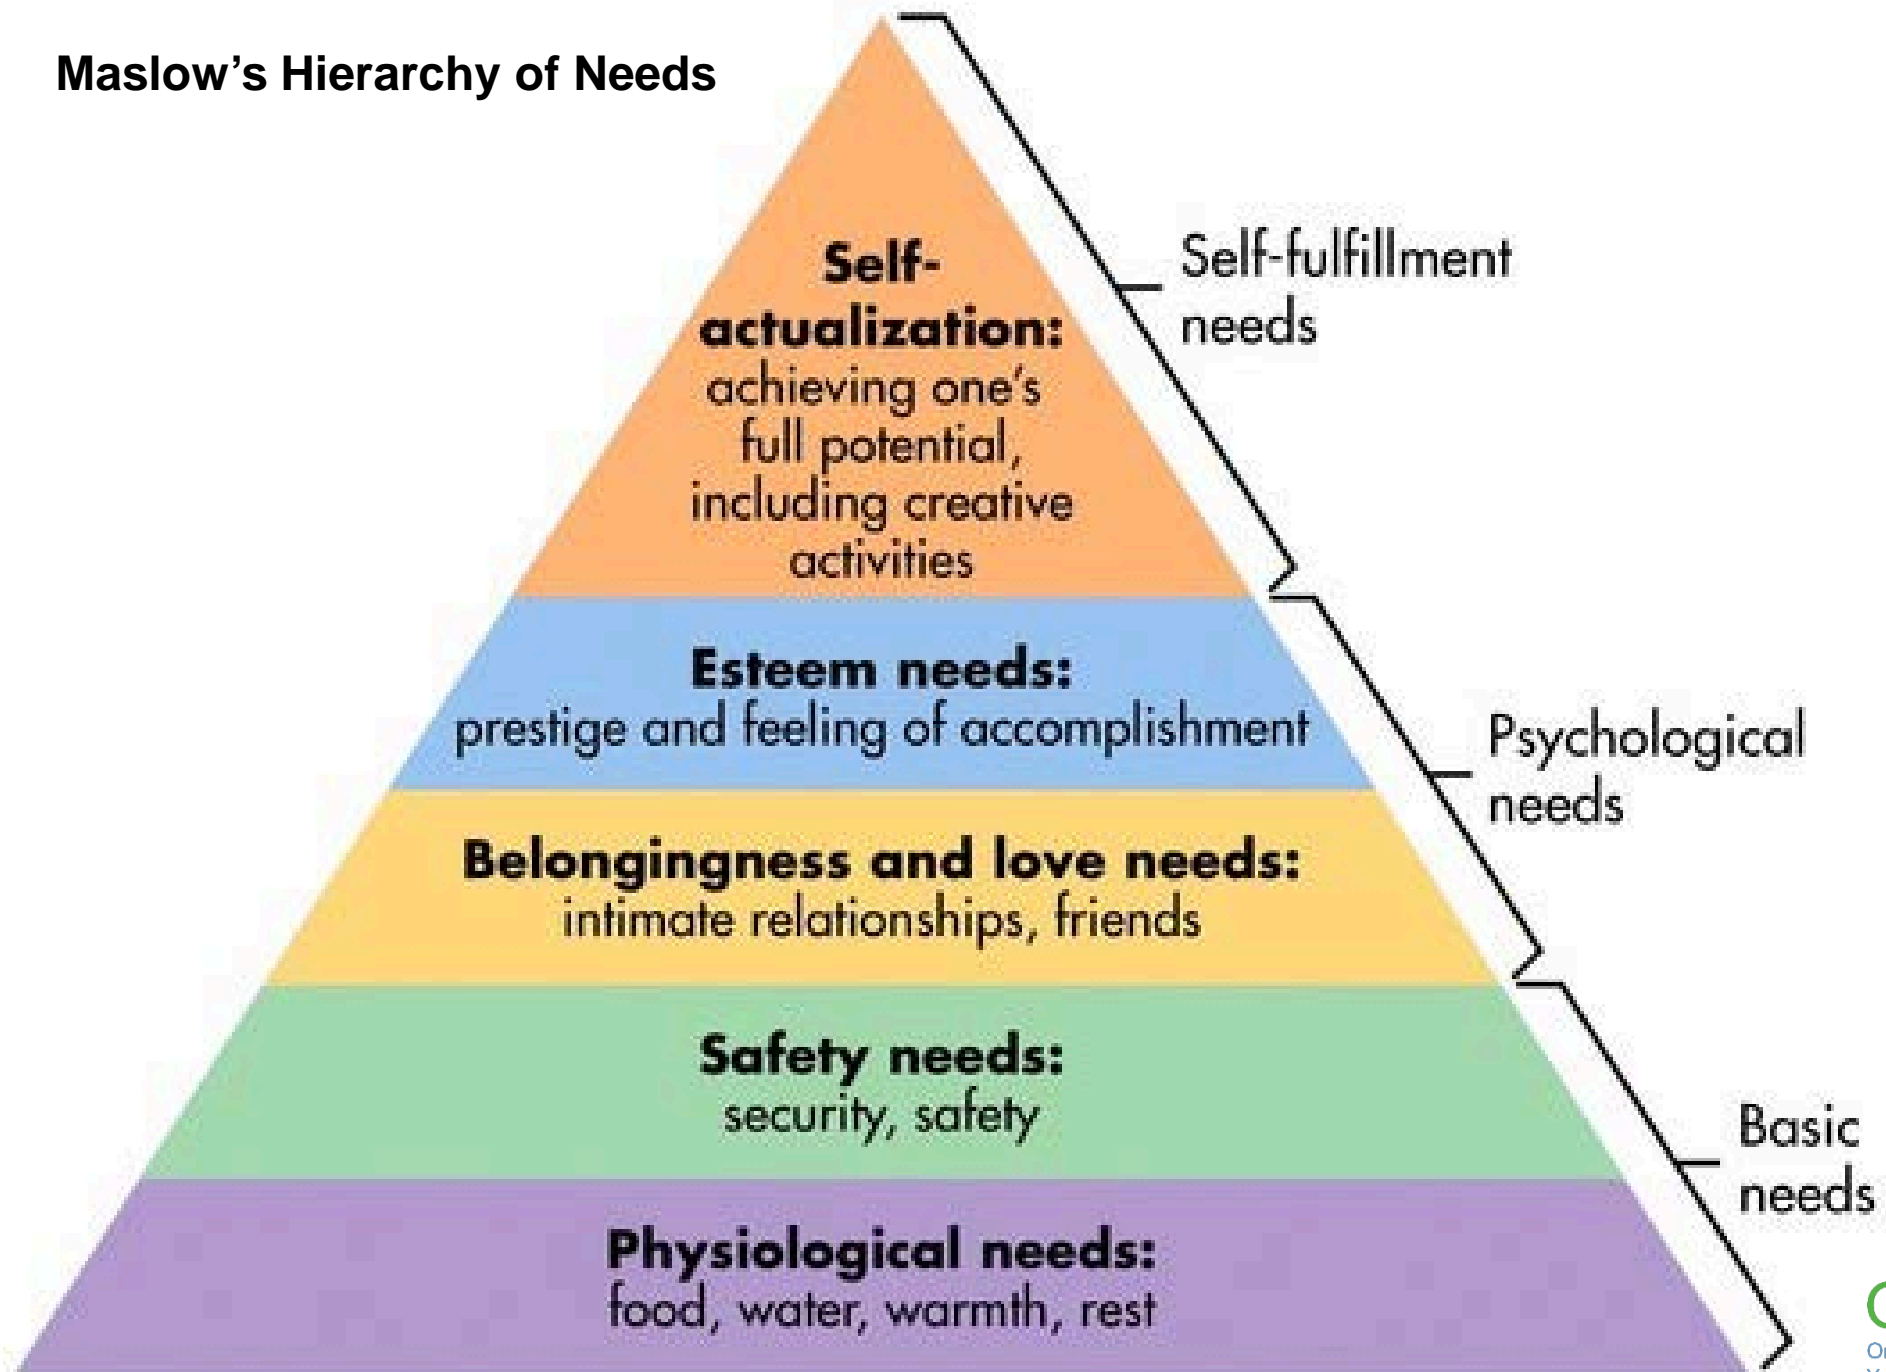 Maslow’s Hierarchy of Needs
Self-
actualization:
achieving one’s
full potential,
including creative
activities
Self-fulfillment
needs
Esteem needs:
prestige and feeling of accomplishment
Psychological
needs
Belongingness and love needs:
intimate relationships, friends
Safety needs:
security, safety
Basic
needs
Physiological needs:
food, water, warmth, rest